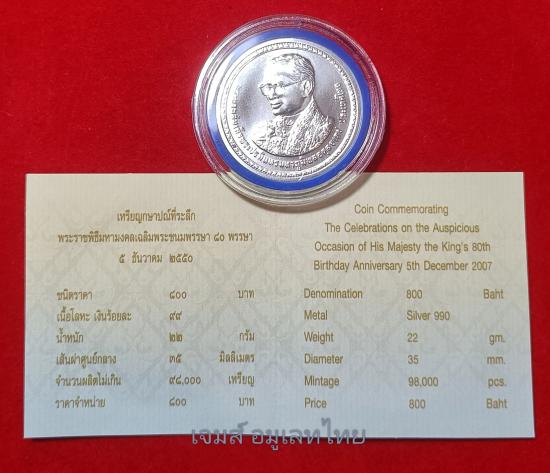 เหรียญกษาปณ์ที่ระลึก
พระราชพิธีมหามงคลเฉลิมพระชนมพรรษา ๘๐ พรรษา
๕ ธันวาคม ๒๕๕๐
ชนิดราคา ๘๐๐ บาท
เนื้อโลหะ เงินร้อยละ ๙๙
น้ำหนัก ๒๒ กรัม
เส้นผ่าศูนย์กลาง ๓๕ มิลลิเมตร
จำนวนผลิตไม่เกิน ๙๘,๐๐๐ เหรียญ
ราคาจำหน่าย ๘๐๐ บาท
Coin Commemorating
The Celebrations on the Auspicious
Occasion of His Majesty the King's 80th
Birthday Anniversary 5th December 2007
Denomination 800 Baht
Metal Silver 990
Weight 22 gm.
Diameter 35 mm.
Mintage 98,000 pcs.
Price 800 Baht
เจมส์ อมูเลทไทย